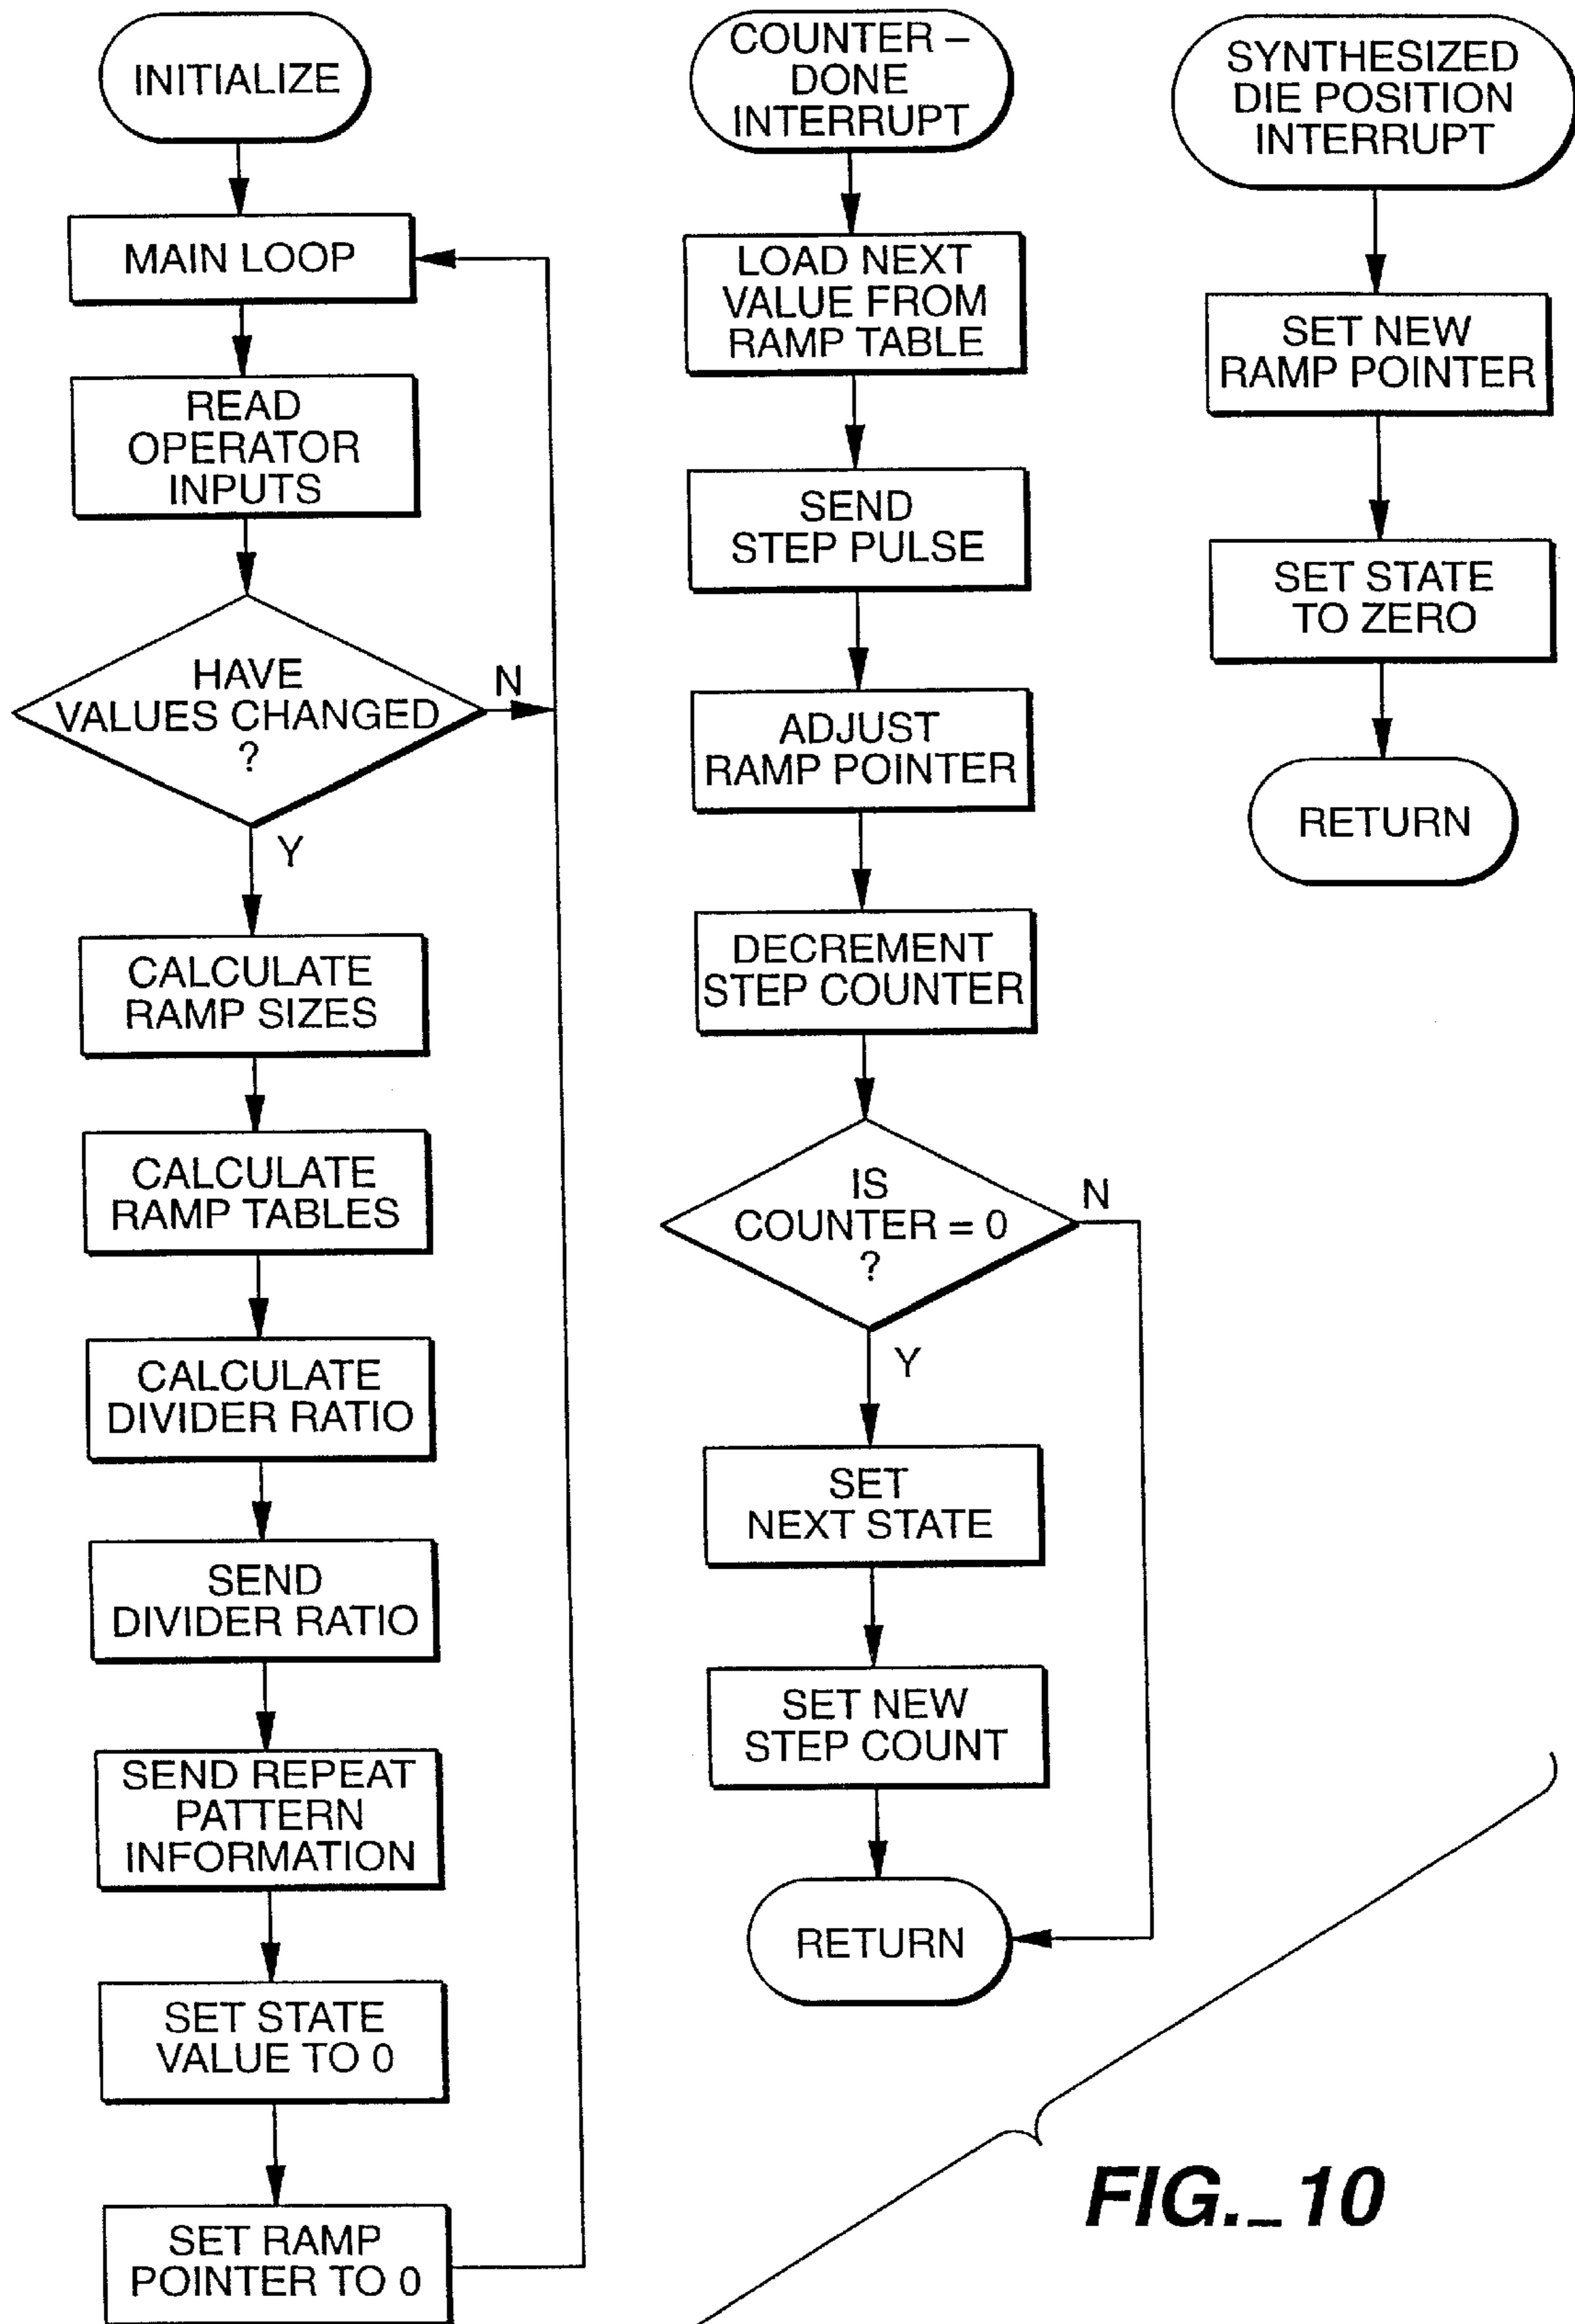 INITIALIZE
MAIN LOOP
READ
OPERATOR
INPUTS
HAVE
VALUES CHANGED
?
N
Y
CALCULATE
RAMP SIZES
CALCULATE
RAMP TABLES
CALCULATE
DIVIDER RATIO
SEND
DIVIDER RATIO
SEND REPEAT
PATTERN
INFORMATION
SET STATE
VALUE TO 0
SET RAMP
POINTER TO 0
COUNTER –
DONE
INTERRUPT
LOAD NEXT
VALUE FROM
RAMP TABLE
SEND
STEP PULSE
ADJUST
RAMP POINTER
DECREMENT
STEP COUNTER
IS
COUNTER = 0
?
N
Y
SET
NEXT STATE
SET NEW
STEP COUNT
RETURN
SYNTHESIZED
DIE POSITION
INTERRUPT
SET NEW
RAMP POINTER
SET STATE
TO ZERO
RETURN
FIG._10